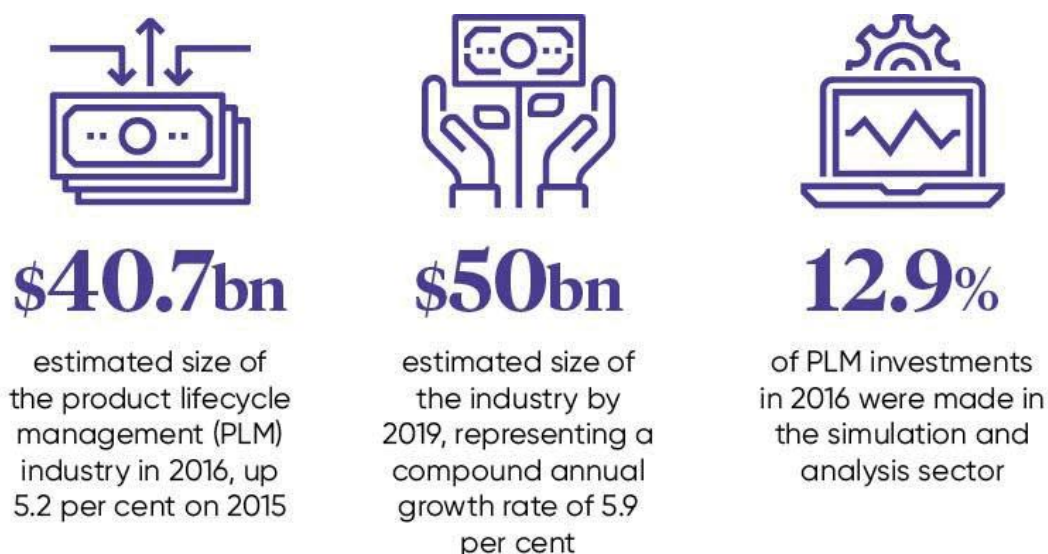 $40.7bn
estimated size of
the product lifecycle
management (PLM)
industry in 2016, up
5.2 per cent on 2015
$50bn
estimated size of
the industry by
2019, representing a
compound annual
growth rate of 5.9
per cent
12.9%
of PLM investments
in 2016 were made in
the simulation and
analysis sector